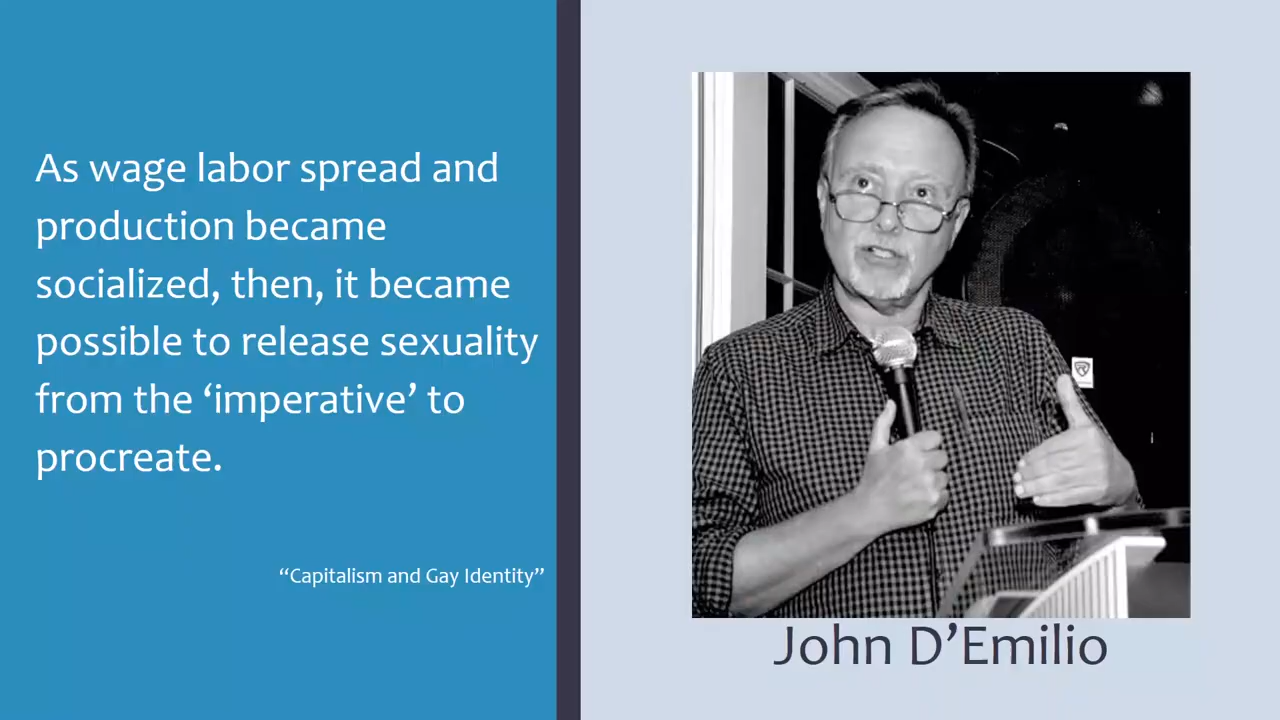 As wage labor spread and
production became
socialized, then, it became
possible to release sexuality
from the ‘imperative’ to
procreate.
“Capitalism and Gay Identity”
John D’Emilio